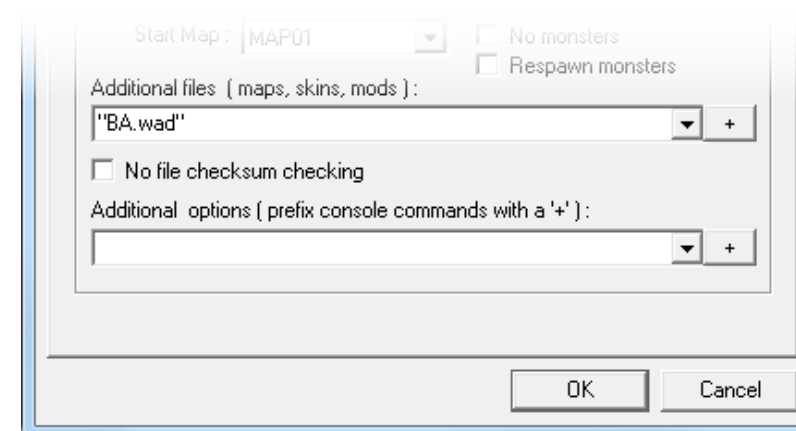 Start Map : MAP01 No monsters
Respawn monsters
Additional files ( maps, skins, mods ) :
"BA.wad" +
No file checksum checking
Additional options ( prefix console commands with a '+' ) :
+
OK Cancel